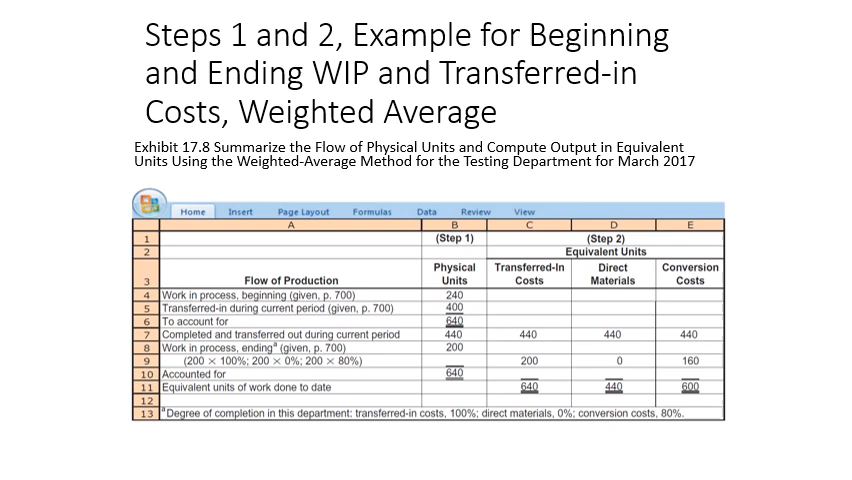 Steps 1 and 2, Example for Beginning
and Ending WIP and Transferred-in
Costs, Weighted Average
Exhibit 17.8 Summarize the Flow of Physical Units and Compute Output in Equivalent
Units Using the Weighted-Average Method for the Testing Department for March 2017
Home Insert Page Layout Formulas Data Review View
A B C D E
1 (Step 1) (Step 2)
2 Equivalent Units
Physical Transferred-In Direct Conversion
3 Flow of Production Units Costs Materials Costs
4 Work in process, beginning (given, p. 700) 240
5 Transferred-in during current period (given, p. 700) 400
6 To account for 640
7 Completed and transferred out during current period 440 440 440 440
8 Work in process, endingª (given, p. 700) 200
9 (200 × 100%; 200 × 0%; 200 × 80%) 200 0 160
10 Accounted for 640
11 Equivalent units of work done to date 640 440 600
12
13 ªDegree of completion in this department: transferred-in costs, 100%; direct materials, 0%; conversion costs, 80%.